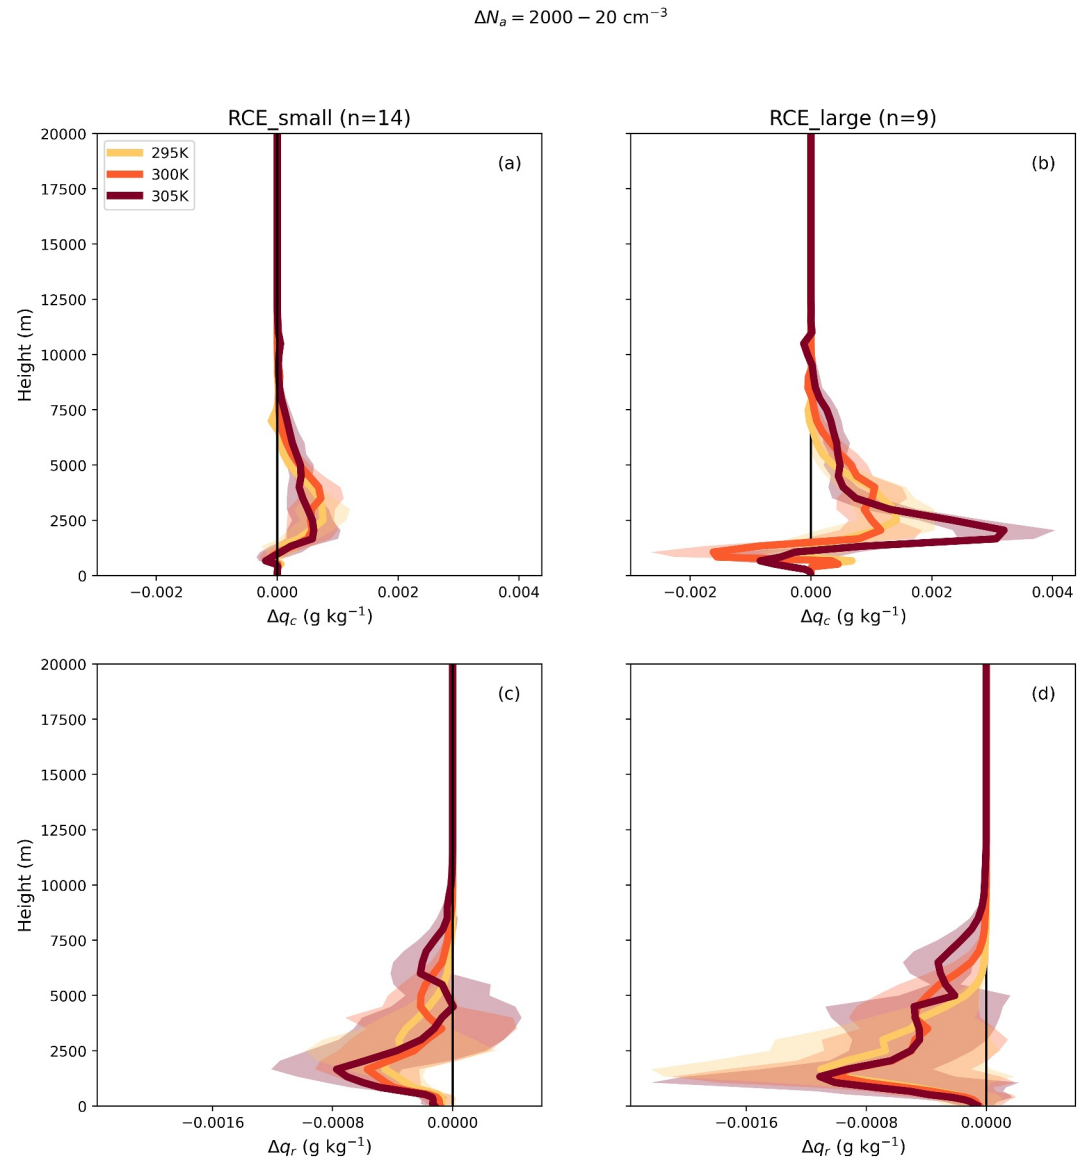 ΔNₐ = 2000 − 20 cm⁻³
RCE_small (n=14)
RCE_large (n=9)
20000
17500
15000
12500
10000
7500
5000
2500
0
Height (m)
295K
300K
305K
(a)
(b)
−0.002
0.000
0.002
0.004
−0.002
0.000
0.002
0.004
Δq_c (g kg⁻¹)
Δq_c (g kg⁻¹)
20000
17500
15000
12500
10000
7500
5000
2500
0
Height (m)
(c)
(d)
−0.0016
−0.0008
0.0000
−0.0016
−0.0008
0.0000
Δq_r (g kg⁻¹)
Δq_r (g kg⁻¹)